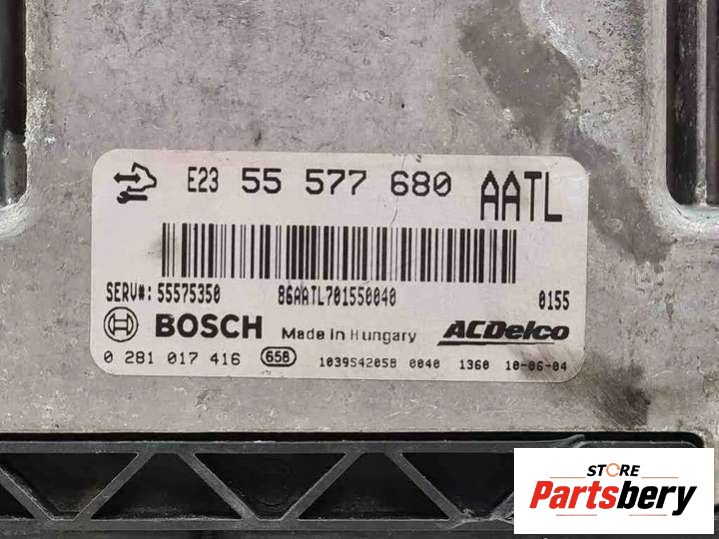 E23 55 577 680 AATL
SERV#: 55575350 86AATL701550040 0155
BOSCH Made in Hungary ACDelco
0 281 017 416 658 1039542058 0040 1360 10-06-04
STORE
Partsbery